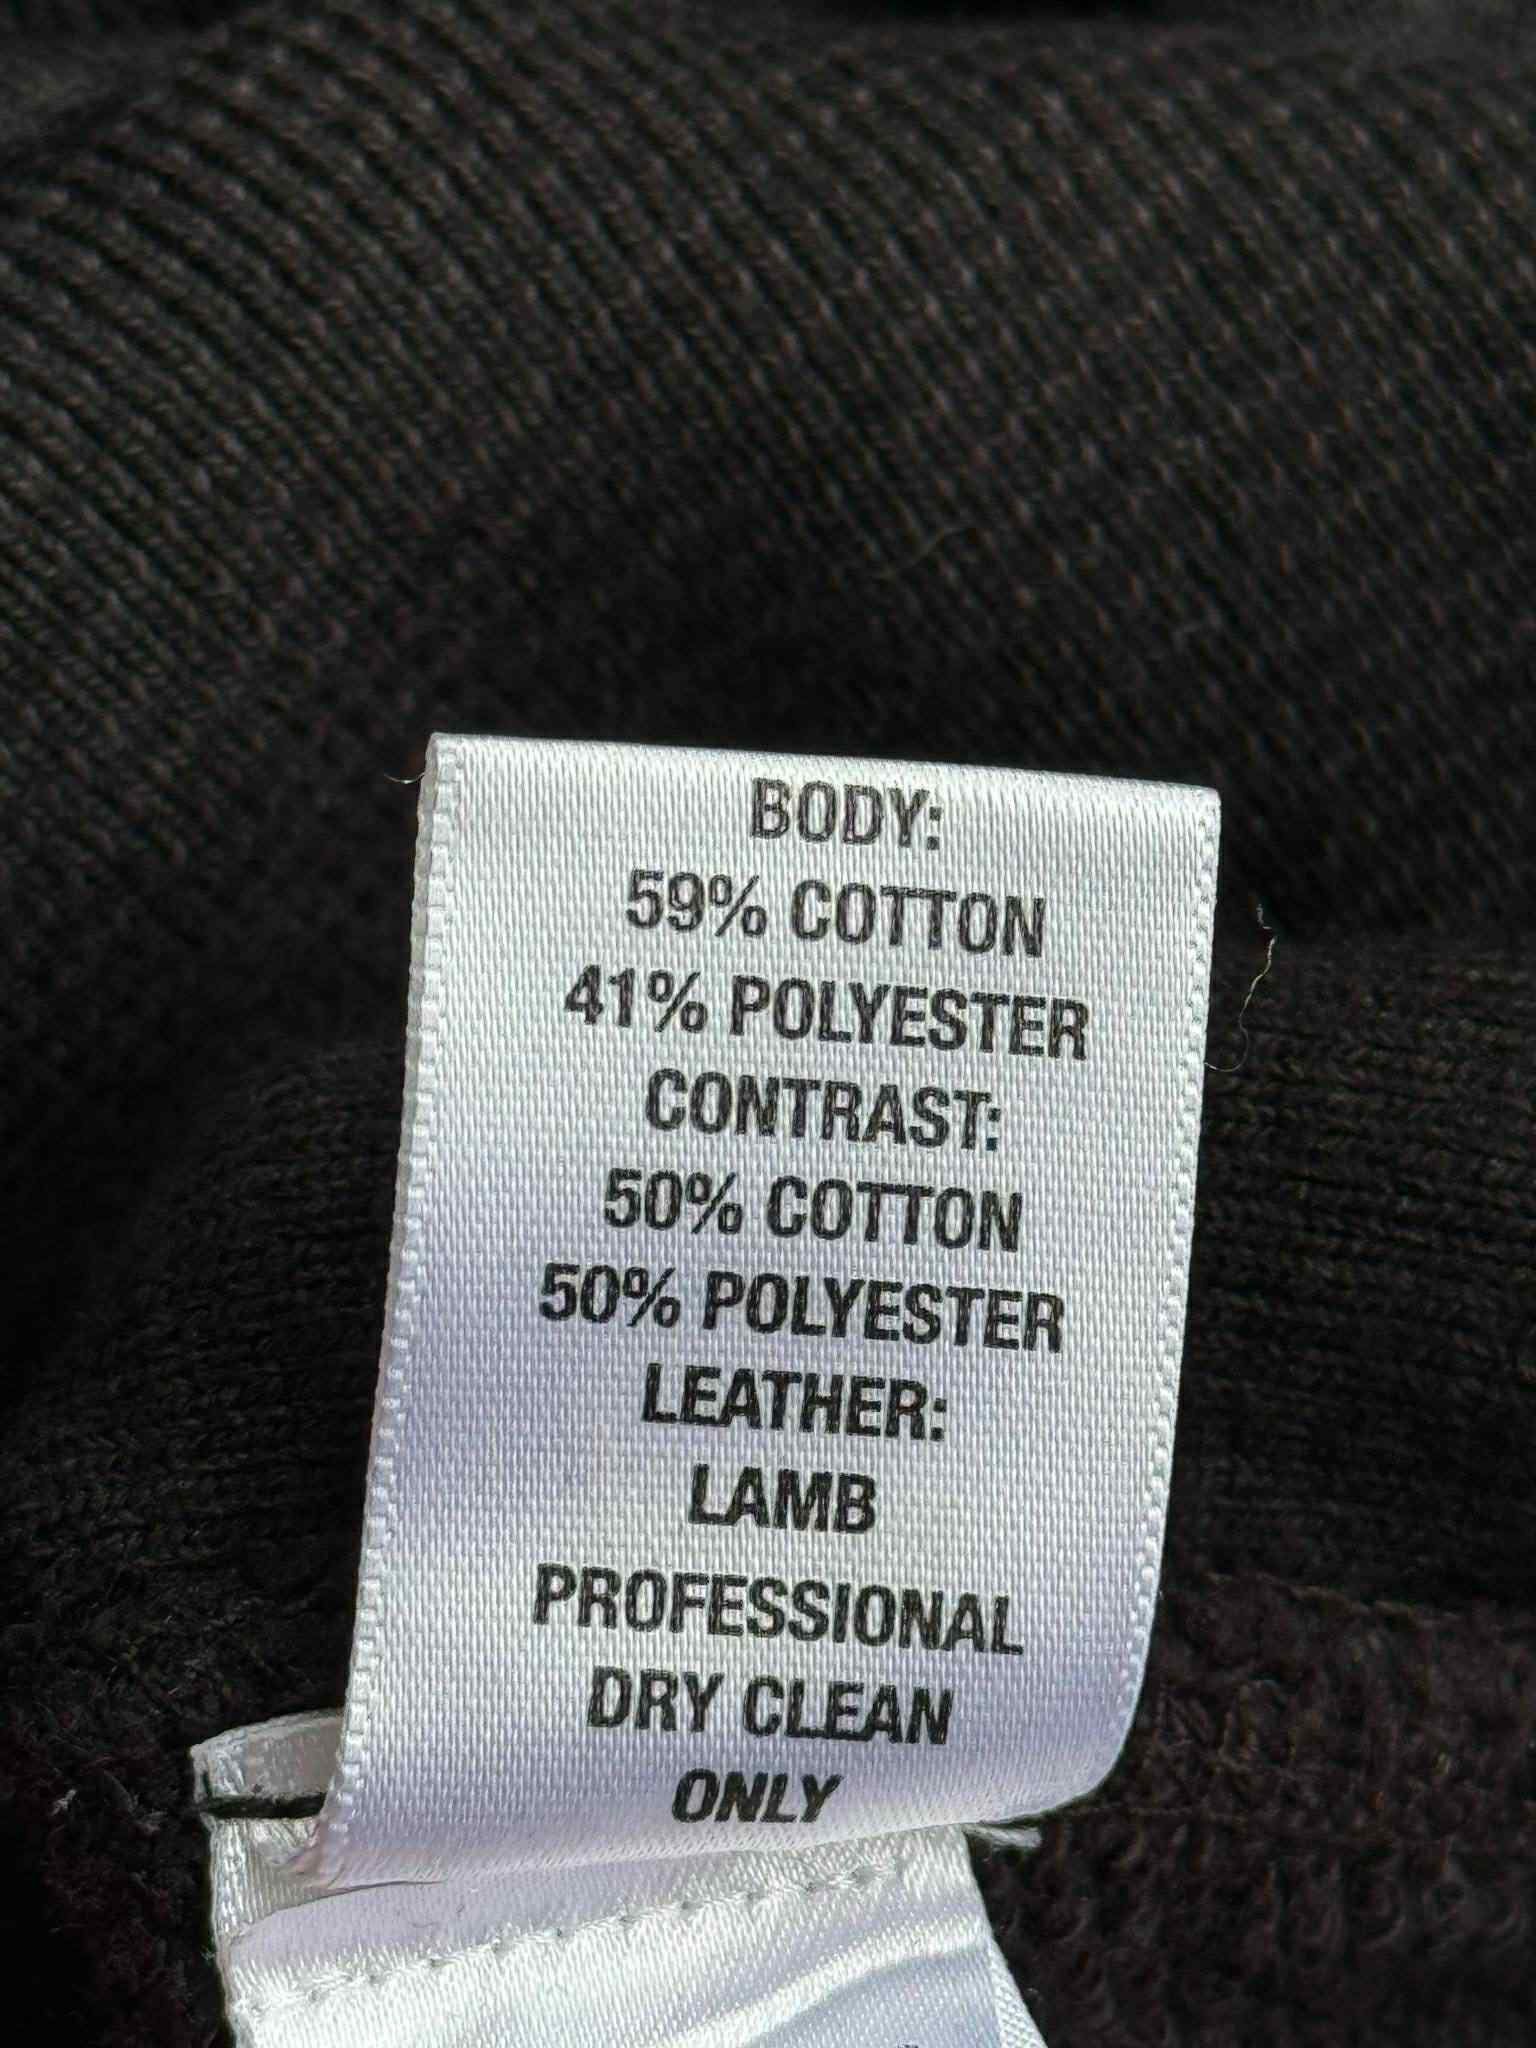 BODY:
59% COTTON
41% POLYESTER
CONTRAST:
50% COTTON
50% POLYESTER
LEATHER:
LAMB
PROFESSIONAL
DRY CLEAN
ONLY